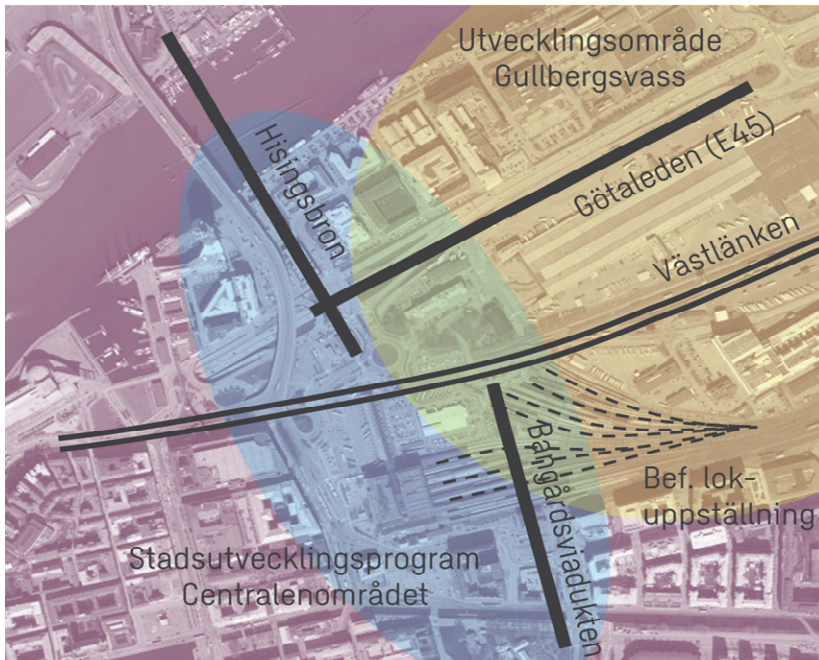 Utvecklingsområde
Gullbergsvass
Hisingsbron
Götaleden (E45)
Västlänken
Bangårdsviadukten
Bef. lok-
uppställning
Stadsutvecklingsprogram
Centralenområdet